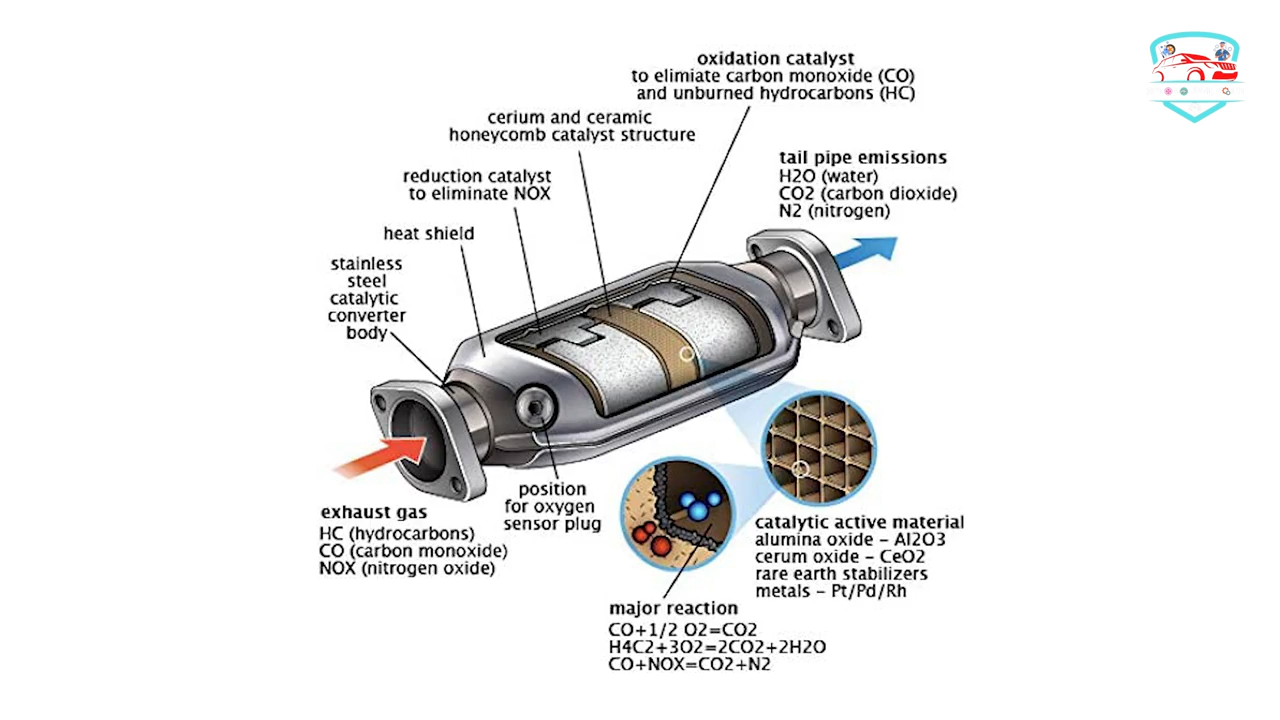 oxidation catalyst
to elimiate carbon monoxide (CO)
and unburned hydrocarbons (HC)
cerium and ceramic
honeycomb catalyst structure
tail pipe emissions
H2O (water)
CO2 (carbon dioxide)
N2 (nitrogen)
reduction catalyst
to eliminate NOX
heat shield
stainless
steel
catalytic
converter
body
position
for oxygen
sensor plug
exhaust gas
HC (hydrocarbons)
CO (carbon monoxide)
NOX (nitrogen oxide)
catalytic active material
alumina oxide – Al2O3
cerum oxide – CeO2
rare earth stabilizers
metals – Pt/Pd/Rh
major reaction
CO+1/2 O2=CO2
H4C2+3O2=2CO2+2H2O
CO+NOX=CO2+N2